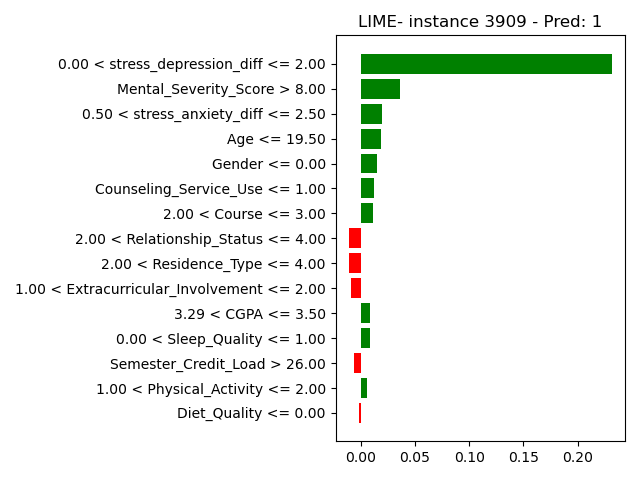 LIME- instance 3909 - Pred: 1
0.00 < stress_depression_diff <= 2.00
Mental_Severity_Score > 8.00
0.50 < stress_anxiety_diff <= 2.50
Age <= 19.50
Gender <= 0.00
Counseling_Service_Use <= 1.00
2.00 < Course <= 3.00
2.00 < Relationship_Status <= 4.00
2.00 < Residence_Type <= 4.00
1.00 < Extracurricular_Involvement <= 2.00
3.29 < CGPA <= 3.50
0.00 < Sleep_Quality <= 1.00
Semester_Credit_Load > 26.00
1.00 < Physical_Activity <= 2.00
Diet_Quality <= 0.00
0.00 0.05 0.10 0.15 0.20